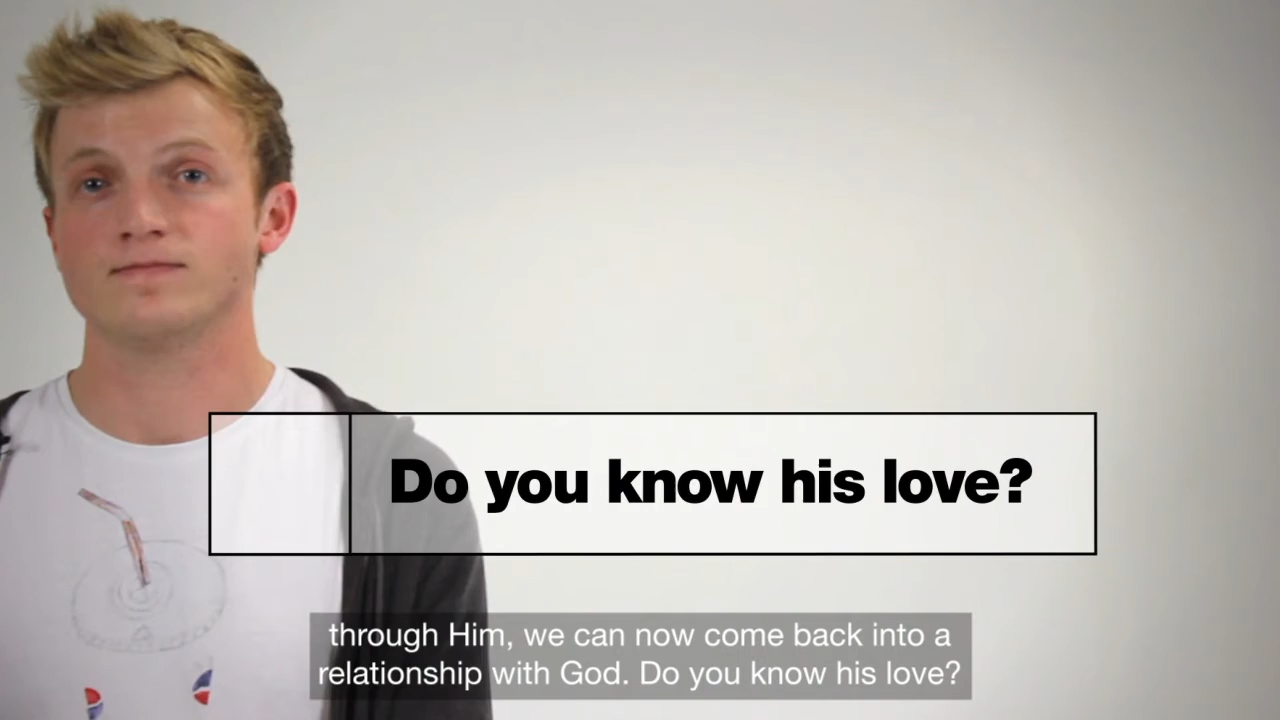 Do you know his love?
through Him, we can now come back into a
relationship with God. Do you know his love?